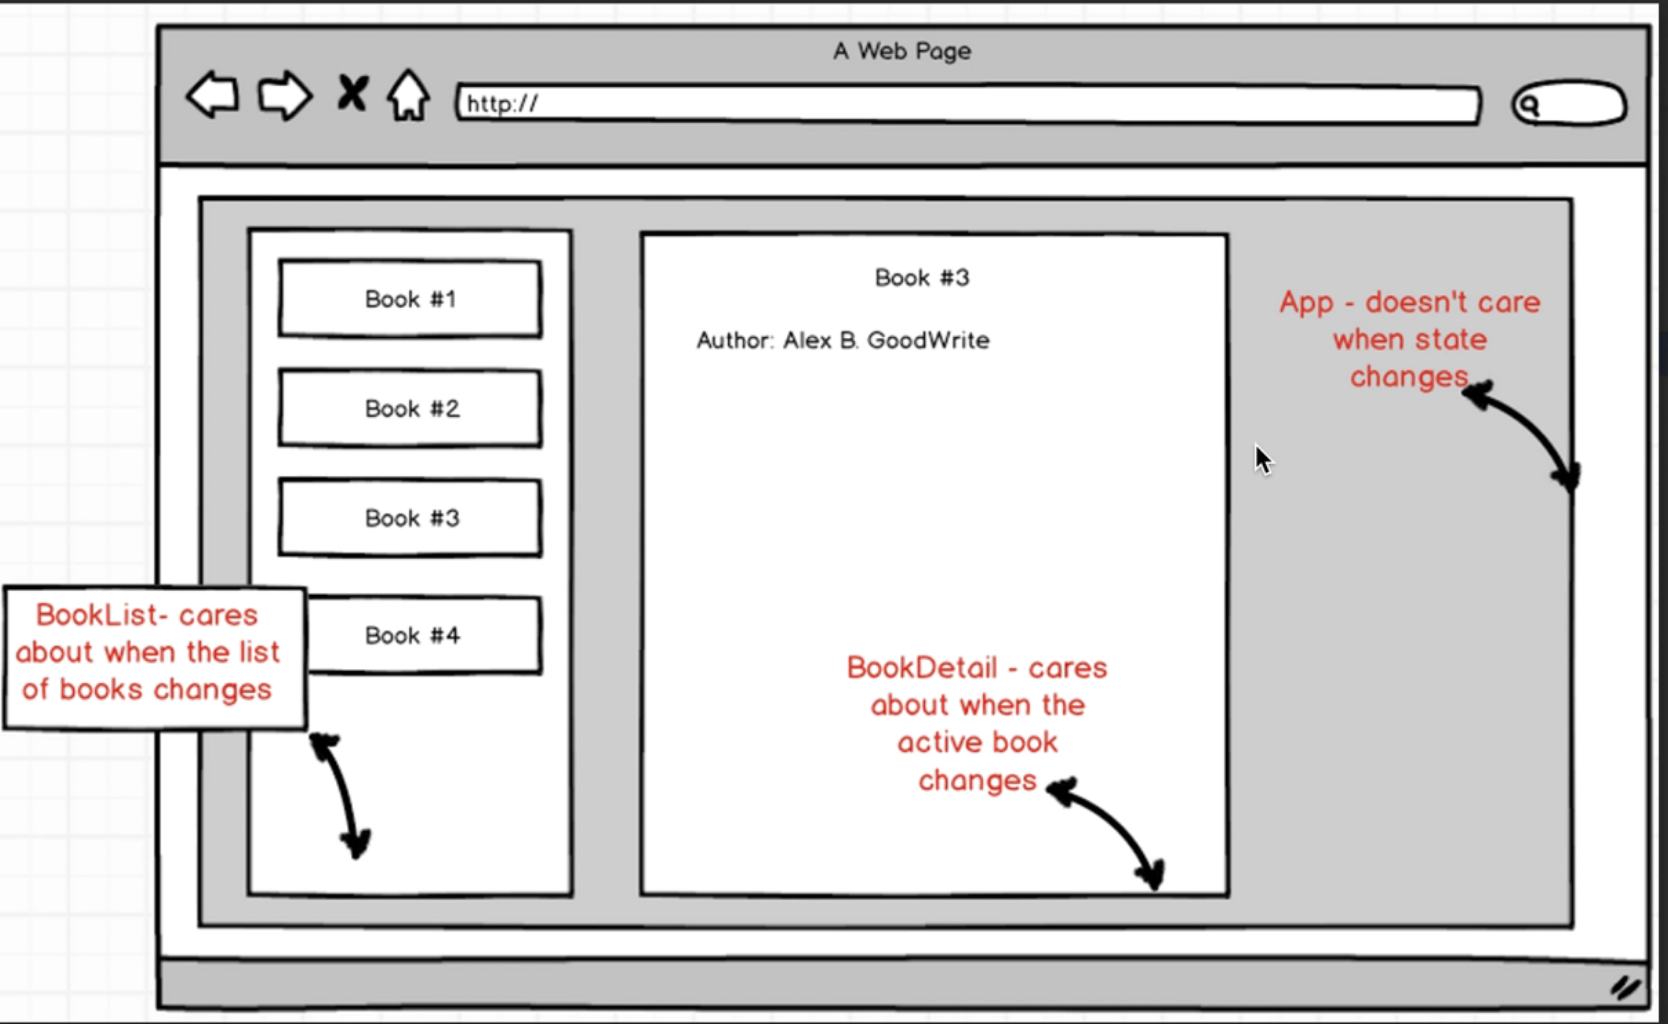 A Web Page
http://
Book #1
Book #2
Book #3
Book #4
BookList- cares
about when the list
of books changes
Book #3
Author: Alex B. GoodWrite
BookDetail - cares
about when the
active book
changes
App - doesn't care
when state
changes